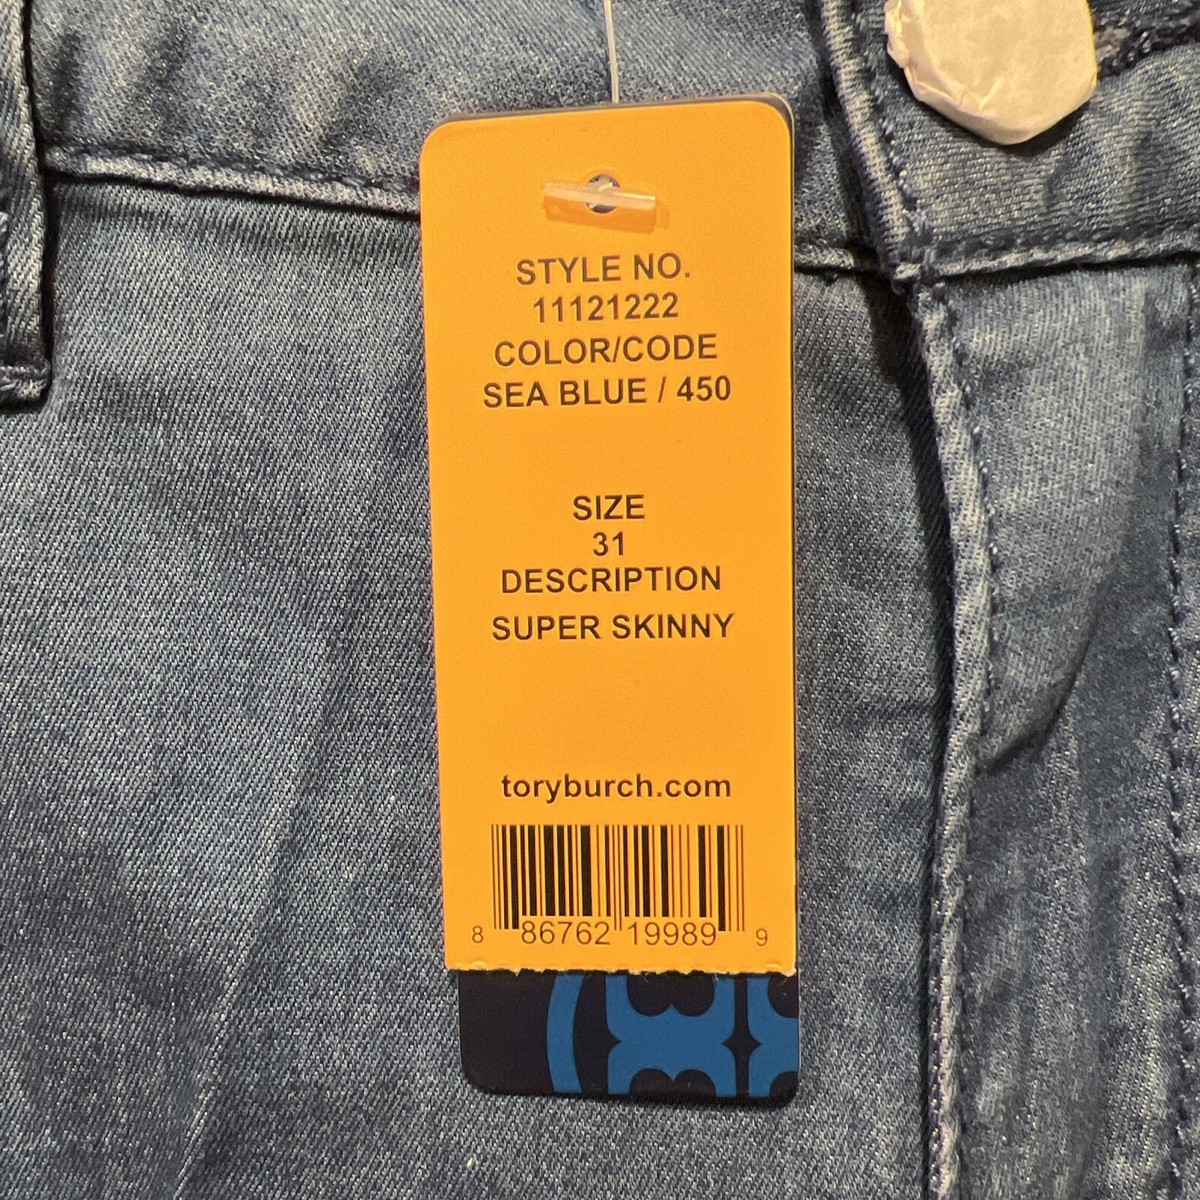 STYLE NO.
11121222
COLOR/CODE
SEA BLUE / 450
SIZE
31
DESCRIPTION
SUPER SKINNY
toryburch.com
8 86762 19989 9